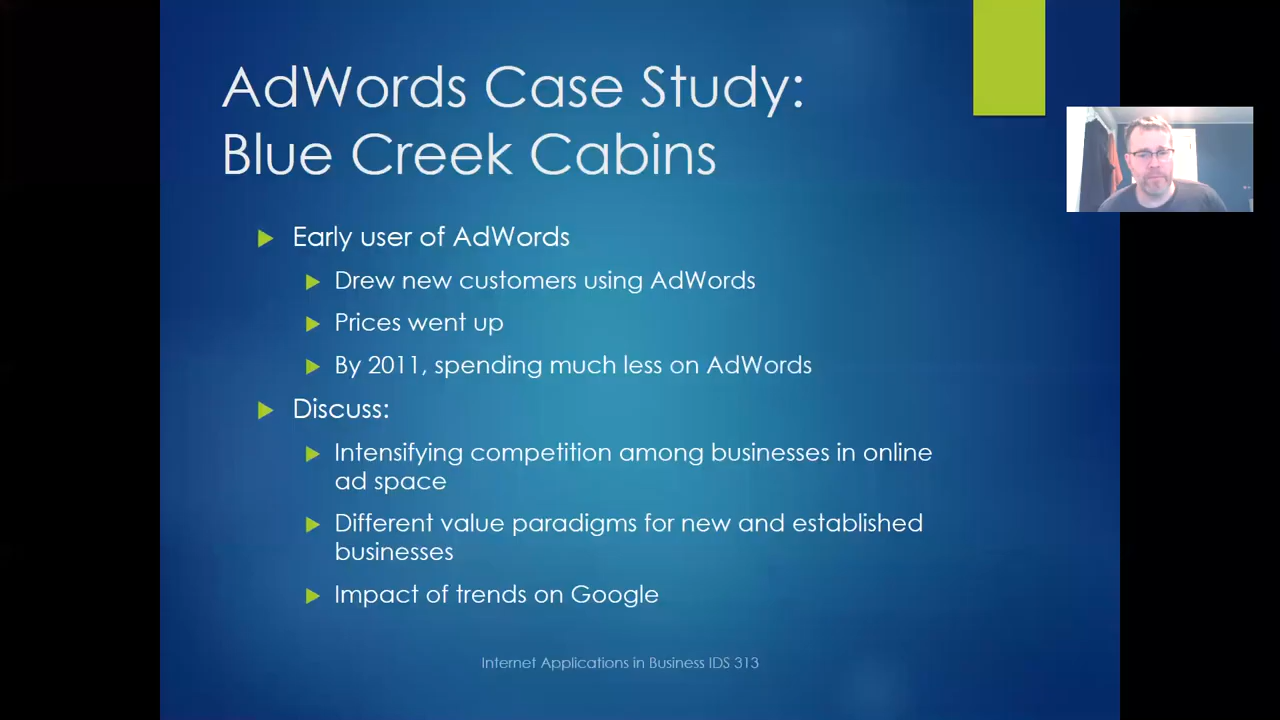 AdWords Case Study:
Blue Creek Cabins
Early user of AdWords
Drew new customers using AdWords
Prices went up
By 2011, spending much less on AdWords
Discuss:
Intensifying competition among businesses in online
ad space
Different value paradigms for new and established
businesses
Impact of trends on Google
Internet Applications in Business IDS 313